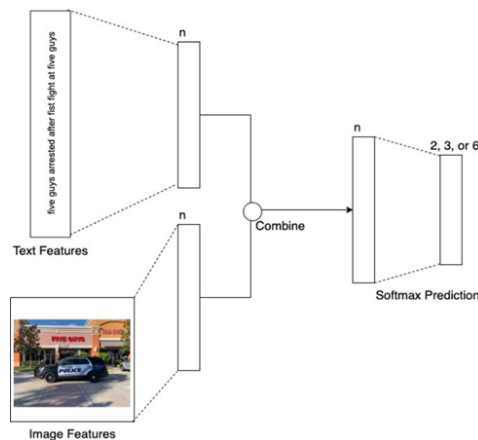 five guys arrested after fist fight at five guys
Text Features
n
n
Combine
n
2, 3, or 6
Softmax Prediction
FIVE GUYS
POLICE
Image Features